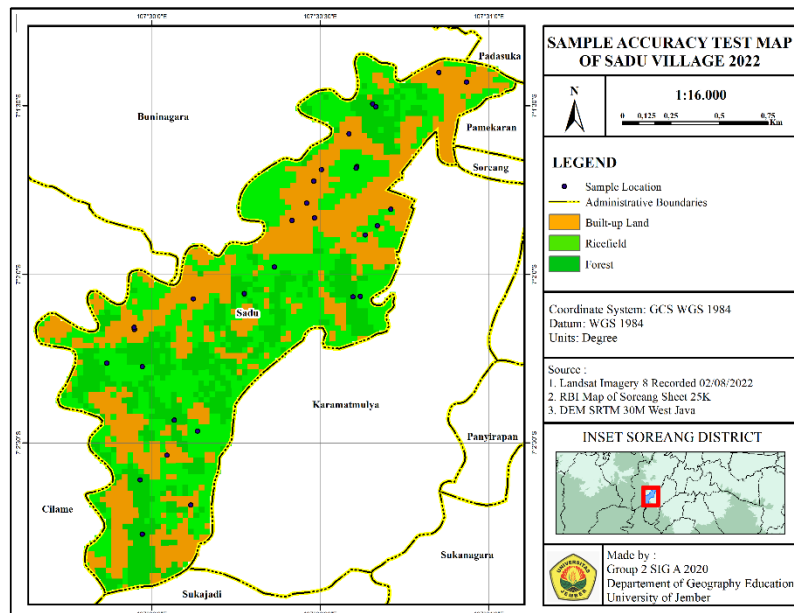 SAMPLE ACCURACY TEST MAP
OF SADU VILLAGE 2022
N
1:16.000
0 0,125 0,25 0,5 0,75
Km
LEGEND
Sample Location
Administrative Boundaries
Built-up Land
Ricefield
Forest
Coordinate System: GCS WGS 1984
Datum: WGS 1984
Units: Degree
Source :
1. Landsat Imagery 8 Recorded 02/08/2022
2. RBI Map of Soreang Sheet 25K
3. DEM SRTM 30M West Java
INSET SOREANG DISTRICT
UNIVERSITAS
JEMBER
Made by :
Group 2 SIG A 2020
Departement of Geography Education
University of Jember
Padasuka
Buninagara
Pamekaran
Soreang
Sadu
Karamatmulya
Panyirapan
Cilame
Sukanagara
Sukajadi